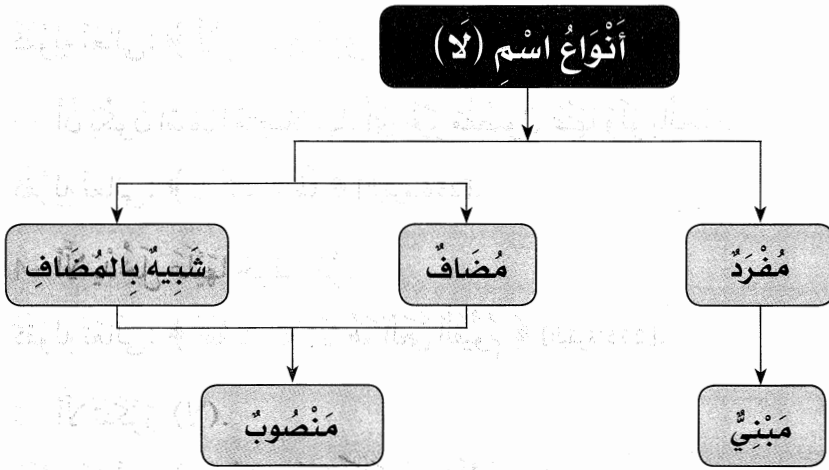 أَنْوَاعُ اسْمِ (لَا)
مُفْرَدٌ
مُضَافٌ
شَبِيهٌ بِالْمُضَافِ
مَبْنِيٌّ
مَنْصُوبٌ